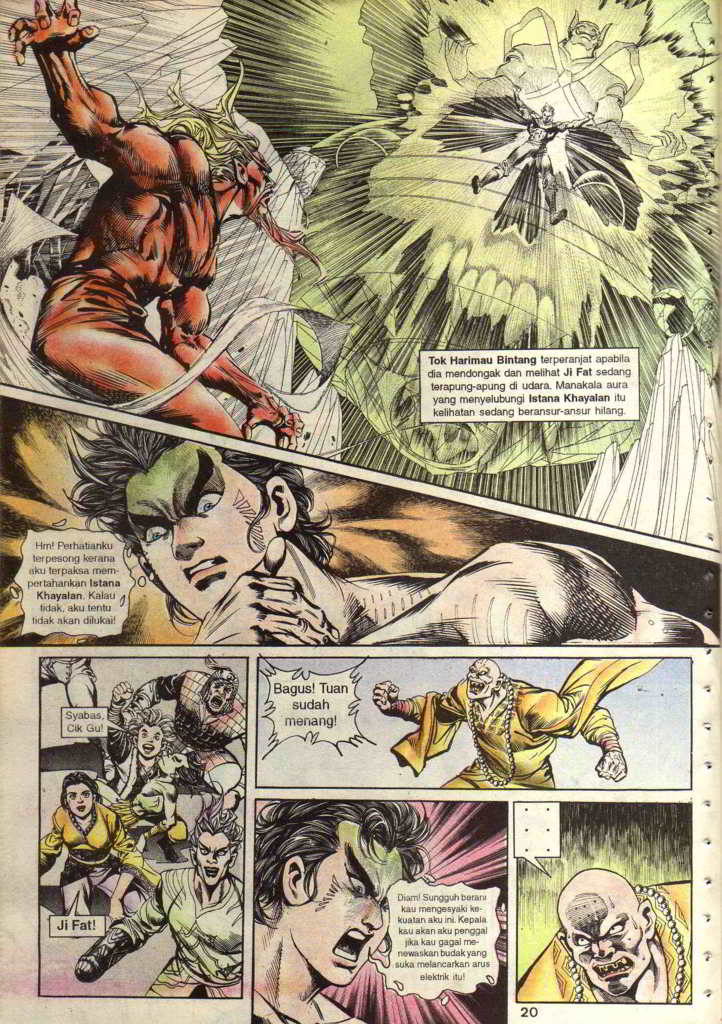 Tok Harimau Bintang terperanjat apabila
dia mendongak dan melihat Ji Fat sedang
terapung-apung di udara. Manakala aura
yang menyelubungi Istana Khayalan itu
kelihatan sedang beransur-ansur hilang.
Hm! Perhatianku
terpesong kerana
aku terpaksa mem-
pertahankan Istana
Khayalan. Kalau
tidak, aku tentu
tidak akan dilukai!
Syabas,
Cik Gu!
Ji Fat!
Bagus! Tuan
sudah
menang!
Diam! Sungguh berani
kau mengesyaki ke-
kuatan aku ini. Kepala
kau akan aku penggal
jika kau gagal me-
newaskan budak yang
suka melancarkan arus
elektrik itu!
20